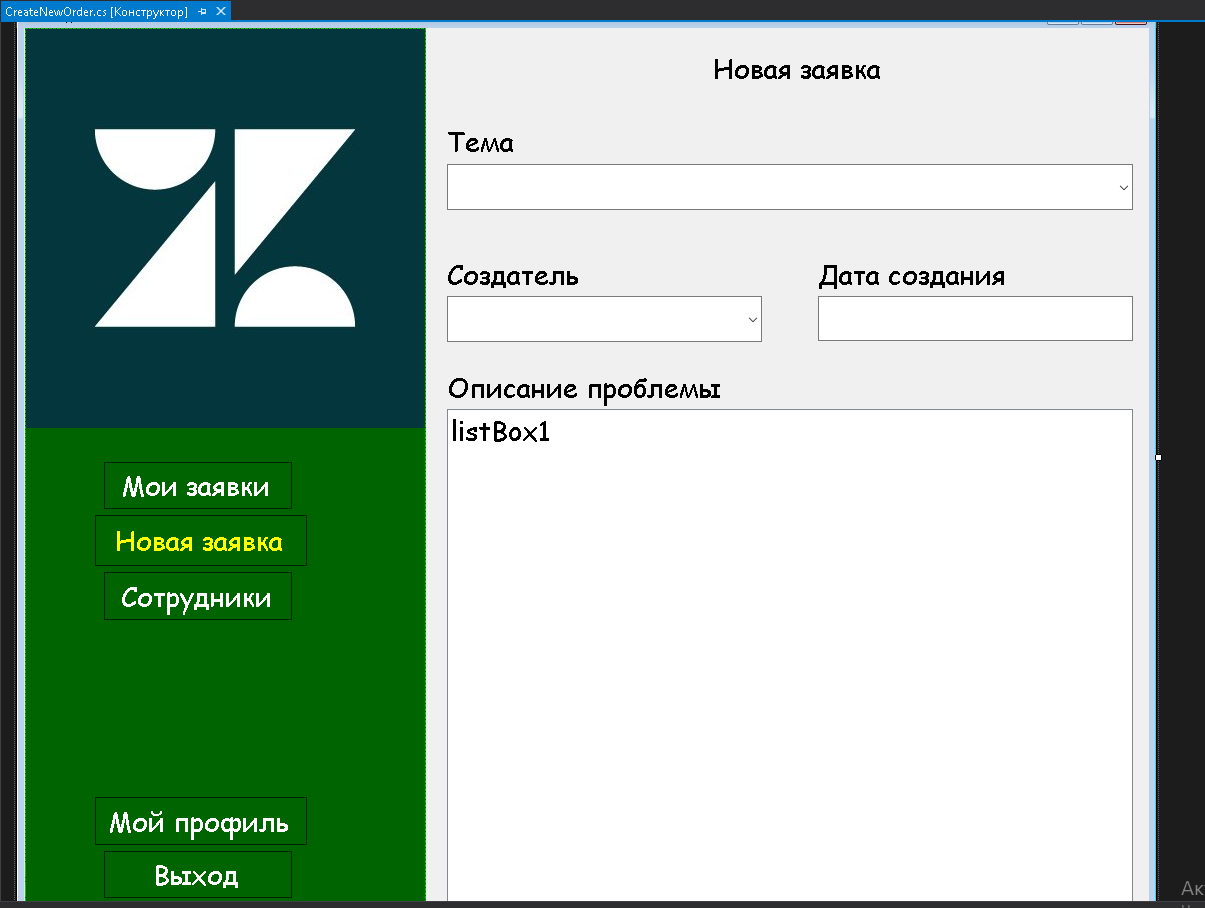 CreateNewOrder.cs [Конструктор]
Новая заявка
Тема
Создатель
Дата создания
Описание проблемы
listBox1
Мои заявки
Новая заявка
Сотрудники
Мой профиль
Выход